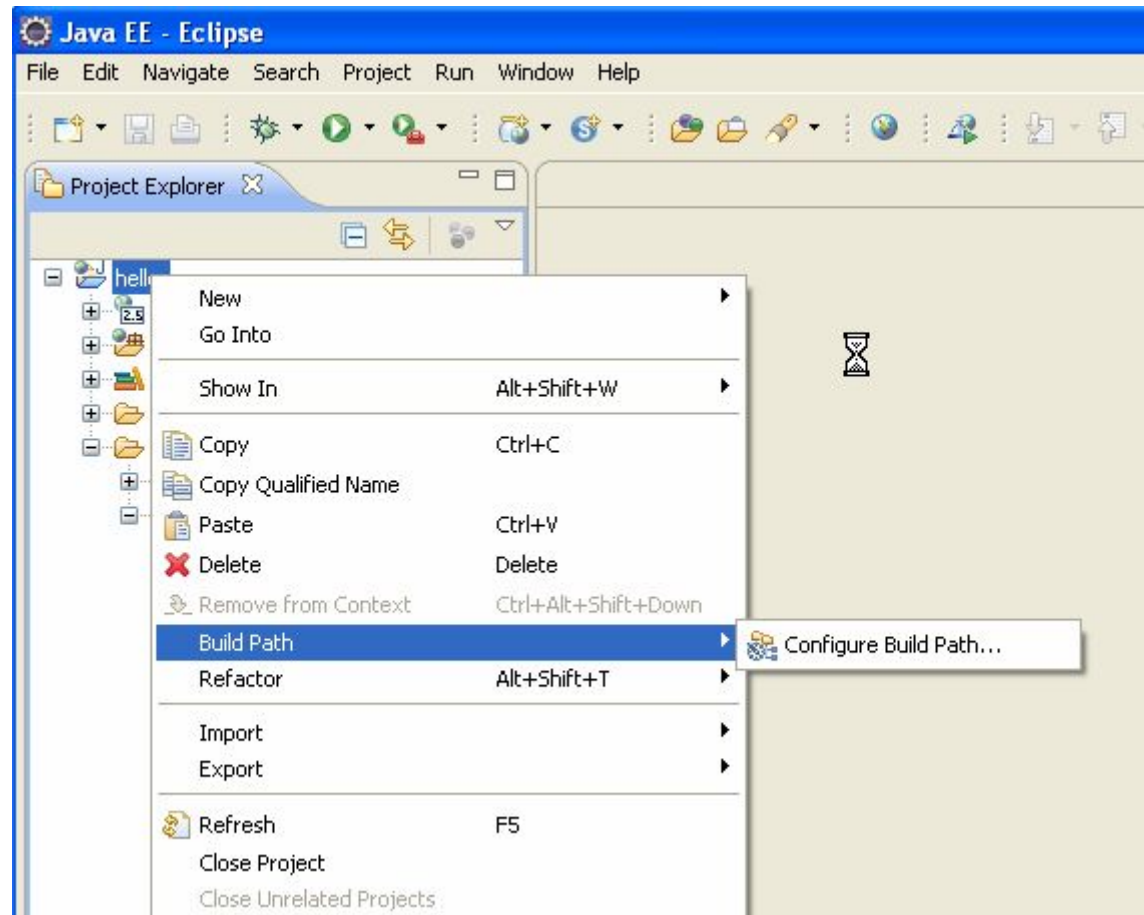 Java EE - Eclipse
File Edit Navigate Search Project Run Window Help
Project Explorer
hello
2.5
New
Go Into
Show In Alt+Shift+W
Copy Ctrl+C
Copy Qualified Name
Paste Ctrl+V
Delete Delete
Remove from Context Ctrl+Alt+Shift+Down
Build Path
Configure Build Path...
Refactor Alt+Shift+T
Import
Export
Refresh F5
Close Project
Close Unrelated Projects